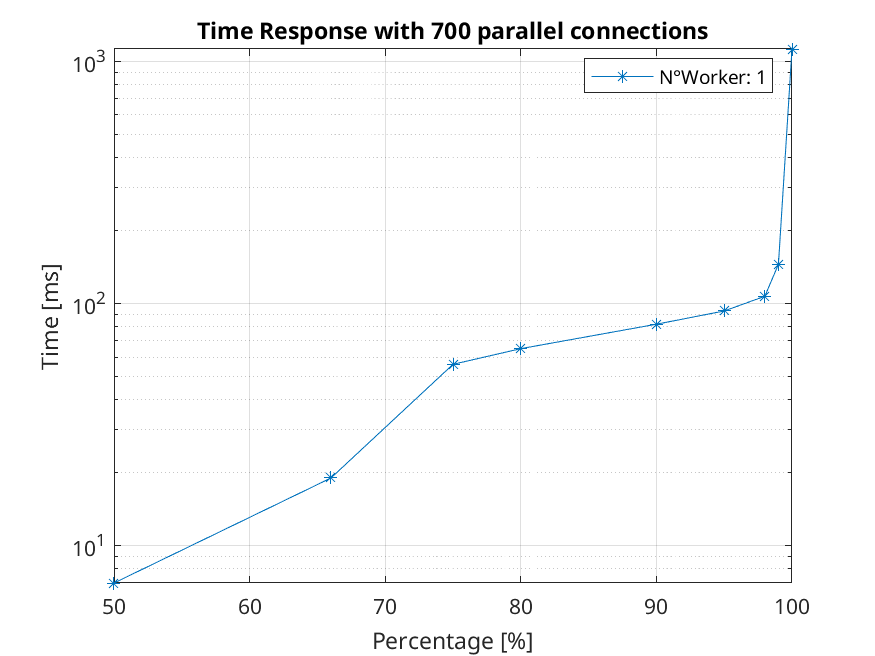 Time Response with 700 parallel connections
N°Worker: 1
10³
10²
10¹
Time [ms]
50 60 70 80 90 100
Percentage [%]